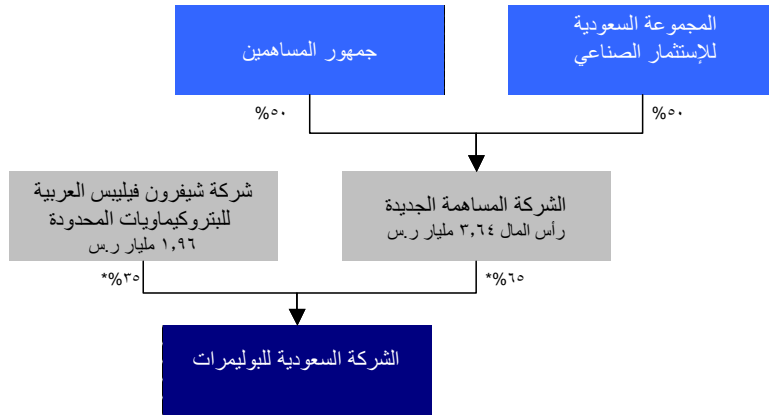 المجموعة السعودية
للإستثمار الصناعي
جمهور المساهمين
%٥٠
%٥٠
الشركة المساهمة الجديدة
رأس المال ٣,٦٤ مليار ر.س
شركة شيفرون فيليبس العربية
للبتروكيماويات المحدودة
١,٩٦ مليار ر.س
*%٦٥
*%٣٥
الشركة السعودية للبوليمرات